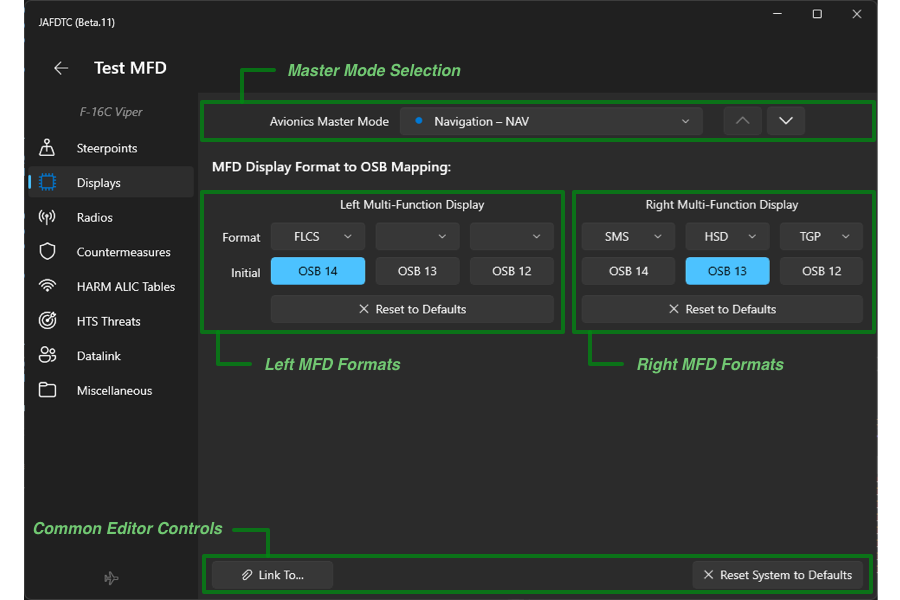 JAFDTC (Beta.11)
Test MFD
Master Mode Selection
F-16C Viper
Avionics Master Mode Navigation – NAV
Steerpoints
Displays
Radios
Countermeasures
HARM ALIC Tables
HTS Threats
Datalink
Miscellaneous
MFD Display Format to OSB Mapping:
Left Multi-Function Display
Format FLCS
Initial OSB 14 OSB 13 OSB 12
Reset to Defaults
Right Multi-Function Display
SMS HSD TGP
OSB 14 OSB 13 OSB 12
Reset to Defaults
Left MFD Formats
Right MFD Formats
Common Editor Controls
Link To...
Reset System to Defaults